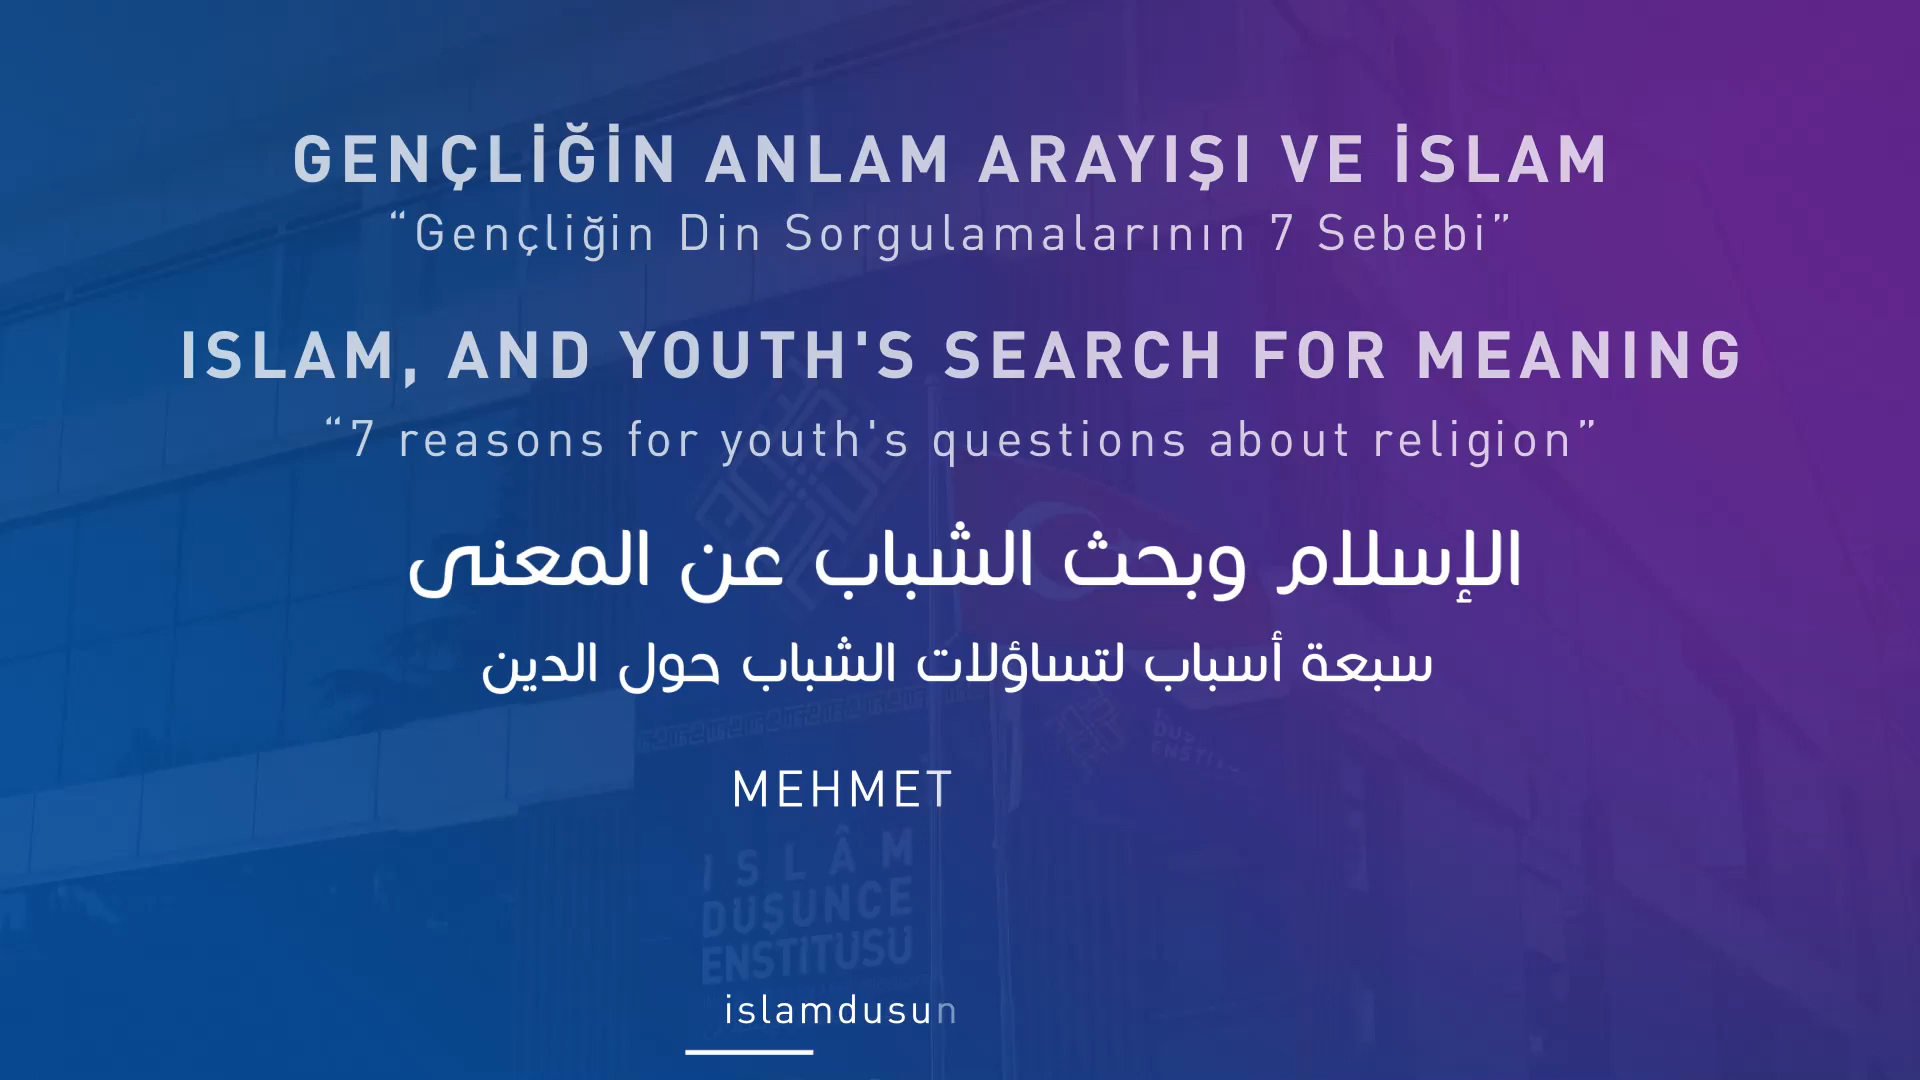 GENÇLİĞİN ANLAM ARAYIŞI VE İSLAM
“Gençliğin Din Sorgulamalarının 7 Sebebi”
ISLAM, AND YOUTH'S SEARCH FOR MEANING
“7 reasons for youth's questions about religion”
الإسلام وبحث الشباب عن المعنى
سبعة أسباب لتساؤلات الشباب حول الدين
MEHMET
İSLÂM
DÜŞÜNCE
ENSTİTÜSÜ
islamdusun